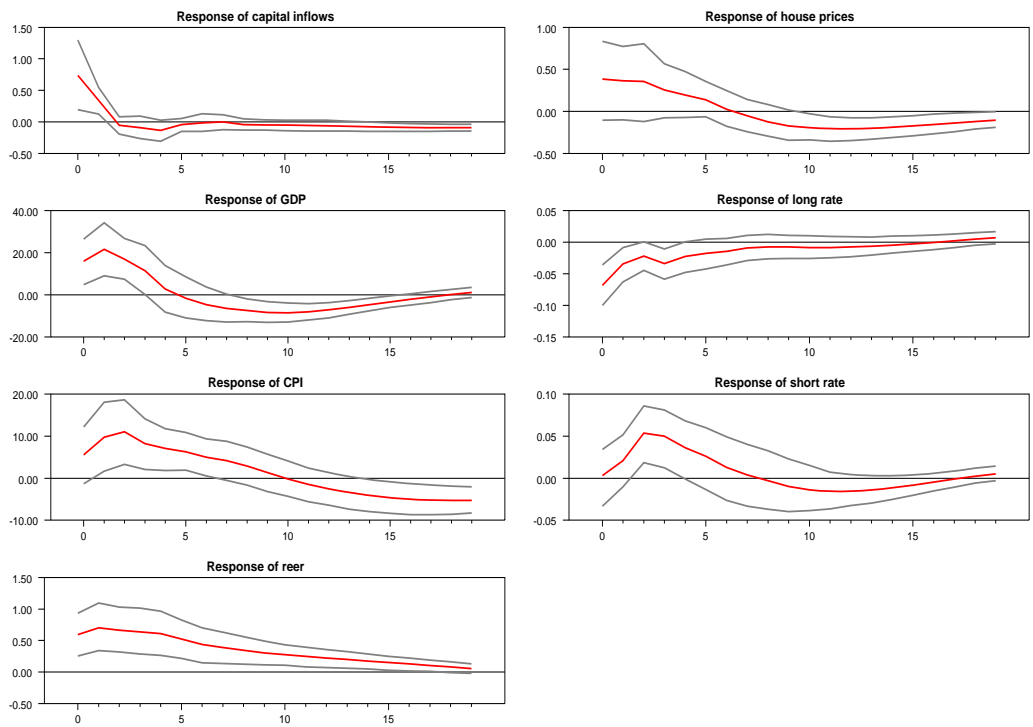 Response of capital inflows
1.50
1.00
0.50
0.00
-0.50
0 5 10 15
Response of house prices
1.00
0.50
0.00
-0.50
0 5 10 15
Response of GDP
40.00
20.00
0.00
-20.00
0 5 10 15
Response of long rate
0.05
0.00
-0.05
-0.10
-0.15
0 5 10 15
Response of CPI
20.00
10.00
0.00
-10.00
0 5 10 15
Response of short rate
0.10
0.05
0.00
-0.05
0 5 10 15
Response of reer
1.50
1.00
0.50
0.00
-0.50
0 5 10 15